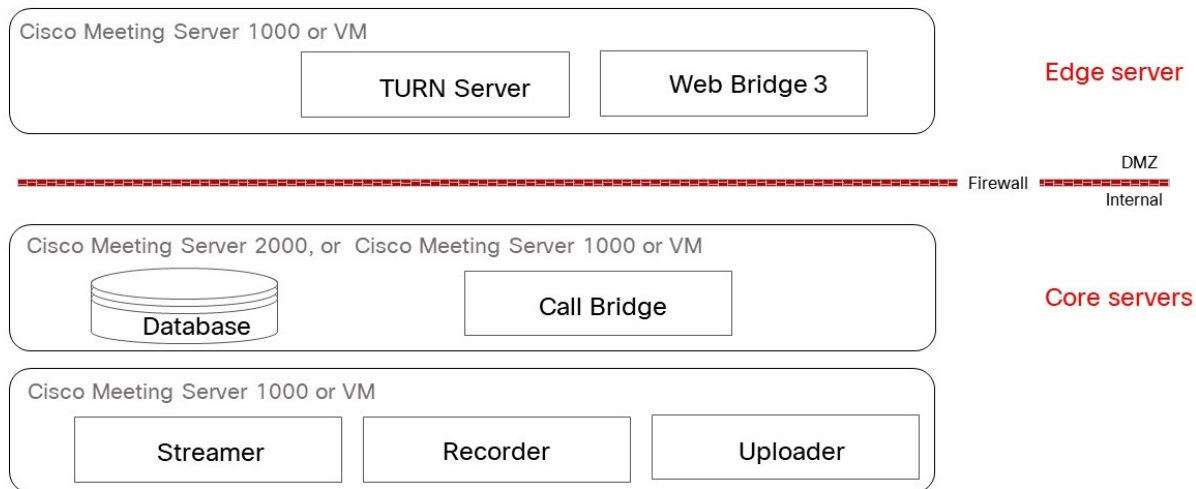 Cisco Meeting Server 1000 or VM
TURN Server
Web Bridge 3
Edge server
DMZ
Firewall
Internal
Cisco Meeting Server 2000, or Cisco Meeting Server 1000 or VM
Database
Call Bridge
Core servers
Cisco Meeting Server 1000 or VM
Streamer
Recorder
Uploader